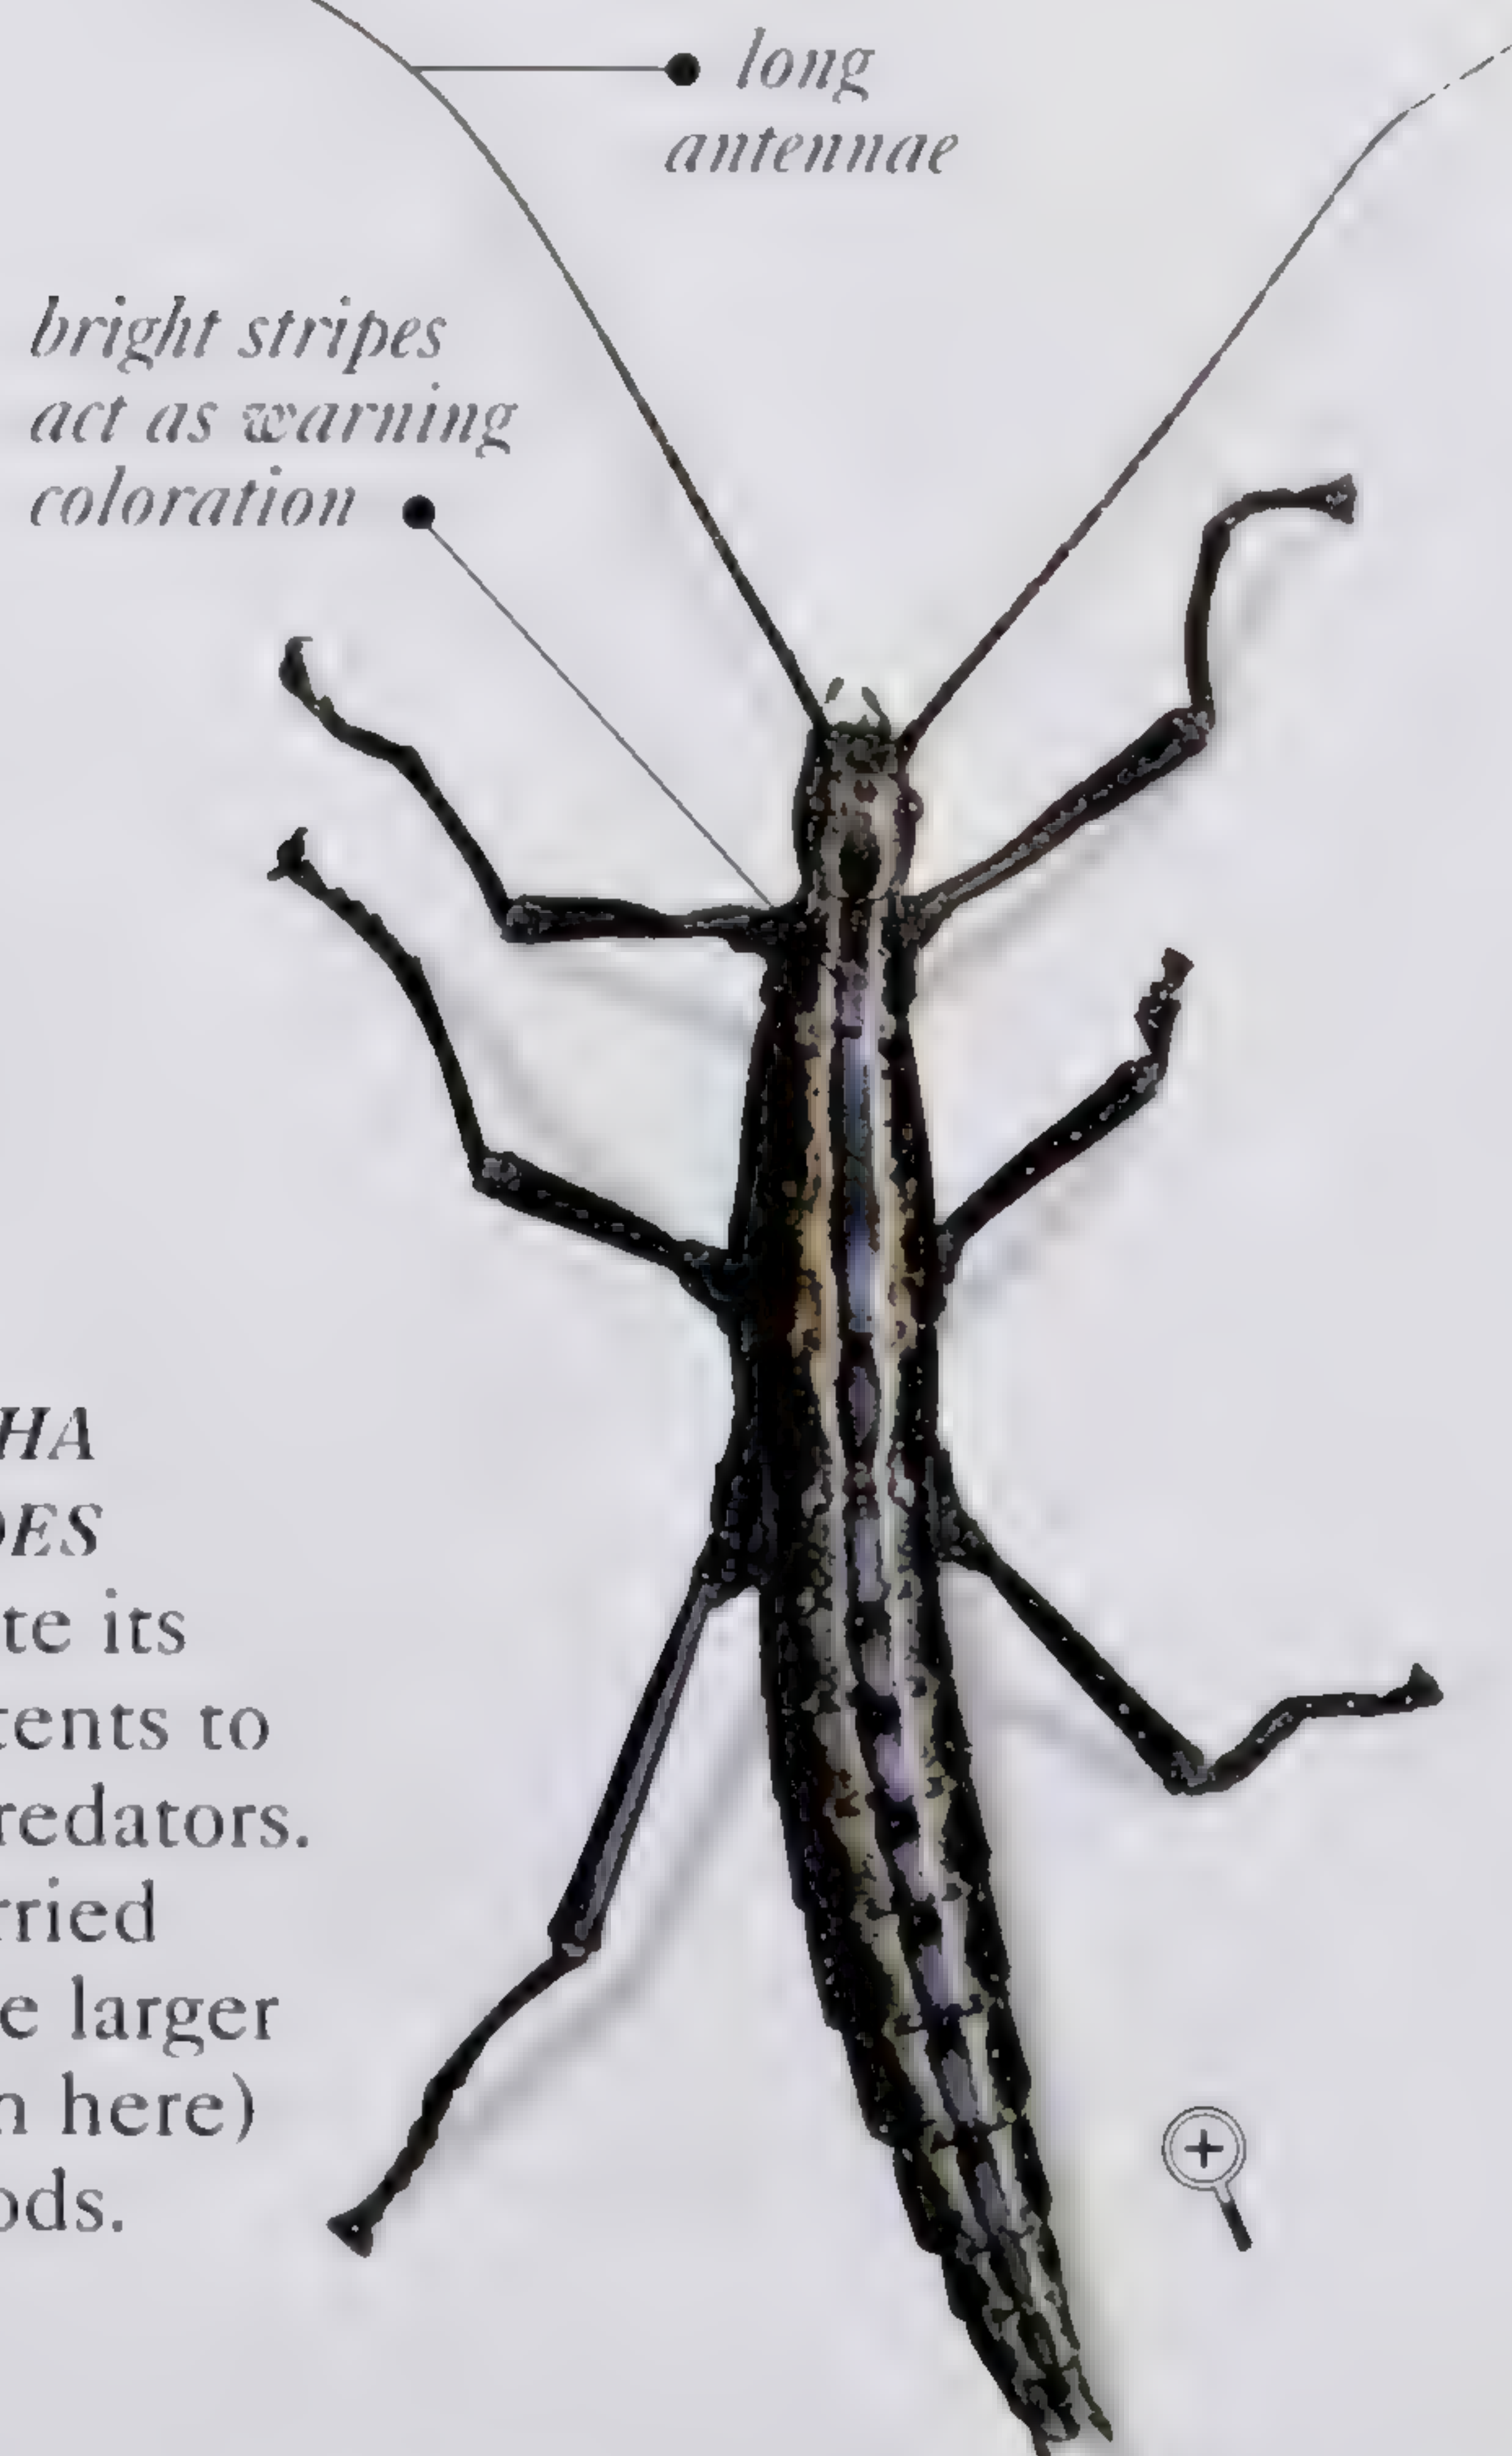 long
antennae
bright stripes
act as warning
coloration
HA
DES
te its
tents to
redators.
rried
e larger
n here)
ods.